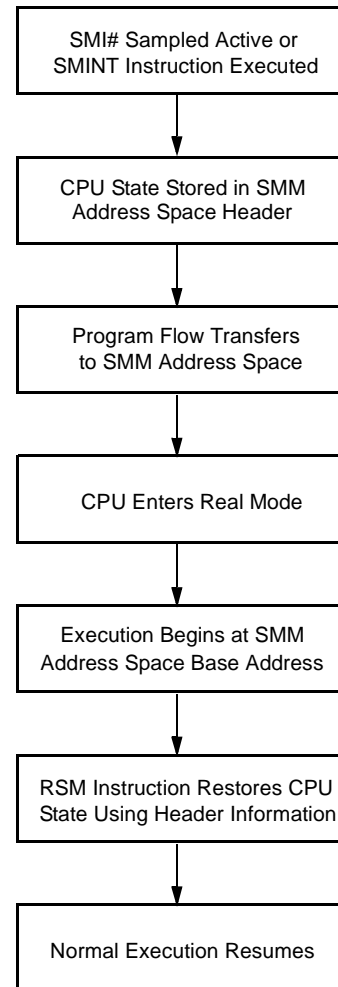 SMI# Sampled Active or
SMINT Instruction Executed
CPU State Stored in SMM
Address Space Header
Program Flow Transfers
to SMM Address Space
CPU Enters Real Mode
Execution Begins at SMM
Address Space Base Address
RSM Instruction Restores CPU
State Using Header Information
Normal Execution Resumes